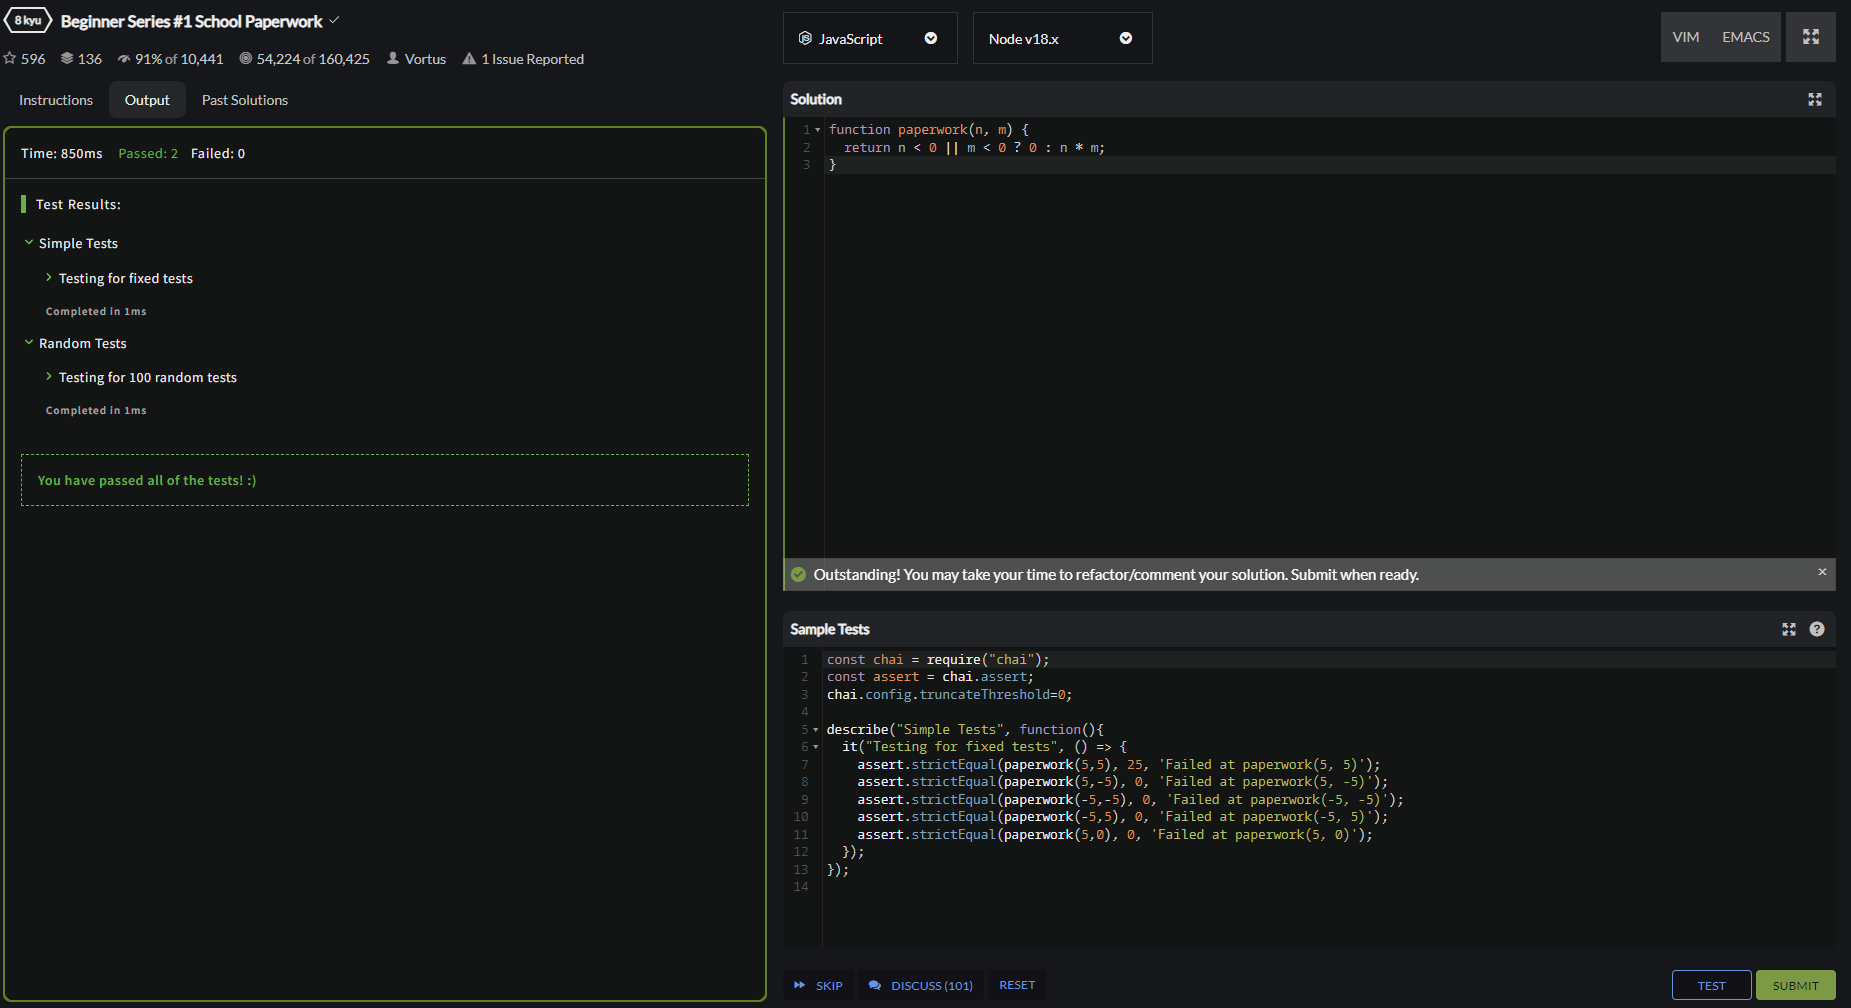 8 kyu Beginner Series #1 School Paperwork
596 136 91% of 10,441 54,224 of 160,425 Vortus 1 Issue Reported
Instructions Output Past Solutions
Time: 850ms Passed: 2 Failed: 0
Test Results:
Simple Tests
Testing for fixed tests
Completed in 1ms
Random Tests
Testing for 100 random tests
Completed in 1ms
You have passed all of the tests! :)
JavaScript Node v18.x VIM EMACS
Solution
1 function paperwork(n, m) {
2 return n < 0 || m < 0 ? 0 : n * m;
3 }
Outstanding! You may take your time to refactor/comment your solution. Submit when ready. ×
Sample Tests ?
1 const chai = require("chai");
2 const assert = chai.assert;
3 chai.config.truncateThreshold=0;
4
5 describe("Simple Tests", function(){
6 it("Testing for fixed tests", () => {
7 assert.strictEqual(paperwork(5,5), 25, 'Failed at paperwork(5, 5)');
8 assert.strictEqual(paperwork(5,-5), 0, 'Failed at paperwork(5, -5)');
9 assert.strictEqual(paperwork(-5,-5), 0, 'Failed at paperwork(-5, -5)');
10 assert.strictEqual(paperwork(-5,5), 0, 'Failed at paperwork(-5, 5)');
11 assert.strictEqual(paperwork(5,0), 0, 'Failed at paperwork(5, 0)');
12 });
13 });
14
SKIP DISCUSS (101) RESET TEST SUBMIT